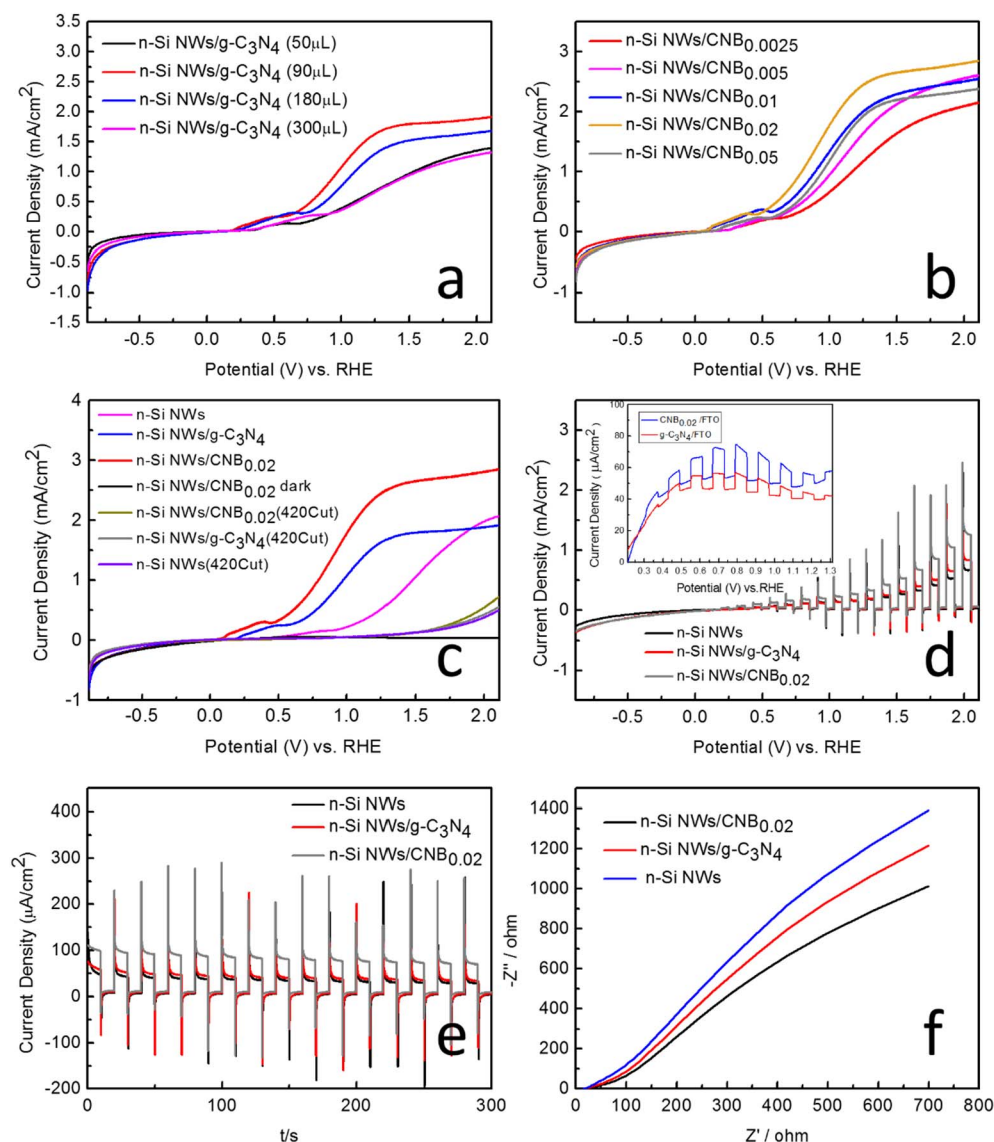 a
n-Si NWs/g-C3N4 (50µL)
n-Si NWs/g-C3N4 (90µL)
n-Si NWs/g-C3N4 (180µL)
n-Si NWs/g-C3N4 (300µL)
3.5
3.0
2.5
2.0
1.5
1.0
0.5
0.0
-0.5
-1.0
-1.5
Current Density (mA/cm²)
-0.5 0.0 0.5 1.0 1.5 2.0
Potential (V) vs. RHE
b
n-Si NWs/CNB0.0025
n-Si NWs/CNB0.005
n-Si NWs/CNB0.01
n-Si NWs/CNB0.02
n-Si NWs/CNB0.05
3
2
1
0
-1
Current Density (mA/cm²)
-0.5 0.0 0.5 1.0 1.5 2.0
Potential (V) vs. RHE
c
n-Si NWs
n-Si NWs/g-C3N4
n-Si NWs/CNB0.02
n-Si NWs/CNB0.02 dark
n-Si NWs/CNB0.02(420Cut)
n-Si NWs/g-C3N4(420Cut)
n-Si NWs(420Cut)
4
3
2
1
0
-1
Current Density (mA/cm²)
-0.5 0.0 0.5 1.0 1.5 2.0
Potential (V) vs. RHE
d
100
80
60
40
20
0
Current Density ( µA/cm²)
CNB0.02 /FTO
g-C3N4/FTO
0.3 0.4 0.5 0.6 0.7 0.8 0.9 1.0 1.1 1.2 1.3
Potential (V) vs.RHE
3
2
1
0
-1
Current Density (mA/cm²)
n-Si NWs
n-Si NWs/g-C3N4
n-Si NWs/CNB0.02
-0.5 0.0 0.5 1.0 1.5 2.0
Potential (V) vs. RHE
e
n-Si NWs
n-Si NWs/g-C3N4
n-Si NWs/CNB0.02
400
300
200
100
0
-100
-200
Current Density (µA/cm²)
0 100 200 300
t/s
f
n-Si NWs/CNB0.02
n-Si NWs/g-C3N4
n-Si NWs
1400
1200
1000
800
600
400
200
0
-Z'' / ohm
0 100 200 300 400 500 600 700 800
Z' / ohm